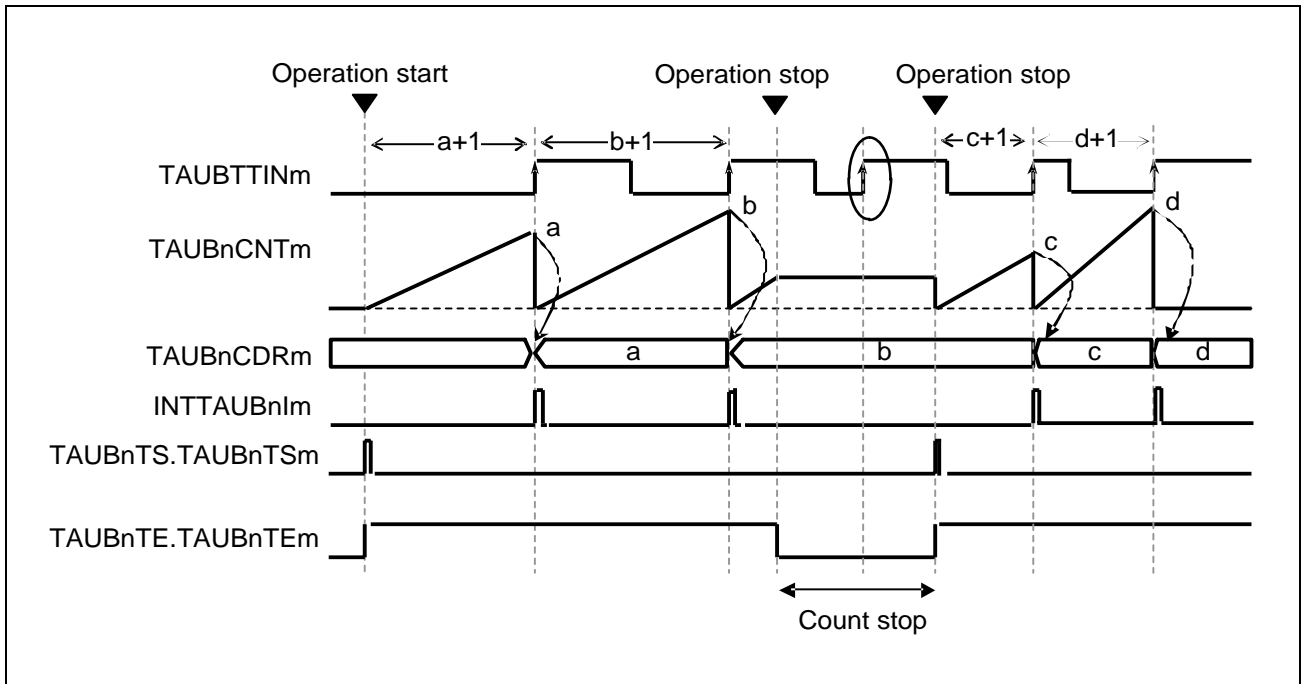 Operation start
Operation stop
Operation stop
a+1
b+1
c+1
d+1
TAUBTTINm
TAUBnCNTm
a
b
c
d
TAUBnCDRm
a
b
c
d
INTTAUBnIm
TAUBnTS.TAUBnTSm
TAUBnTE.TAUBnTEm
Count stop